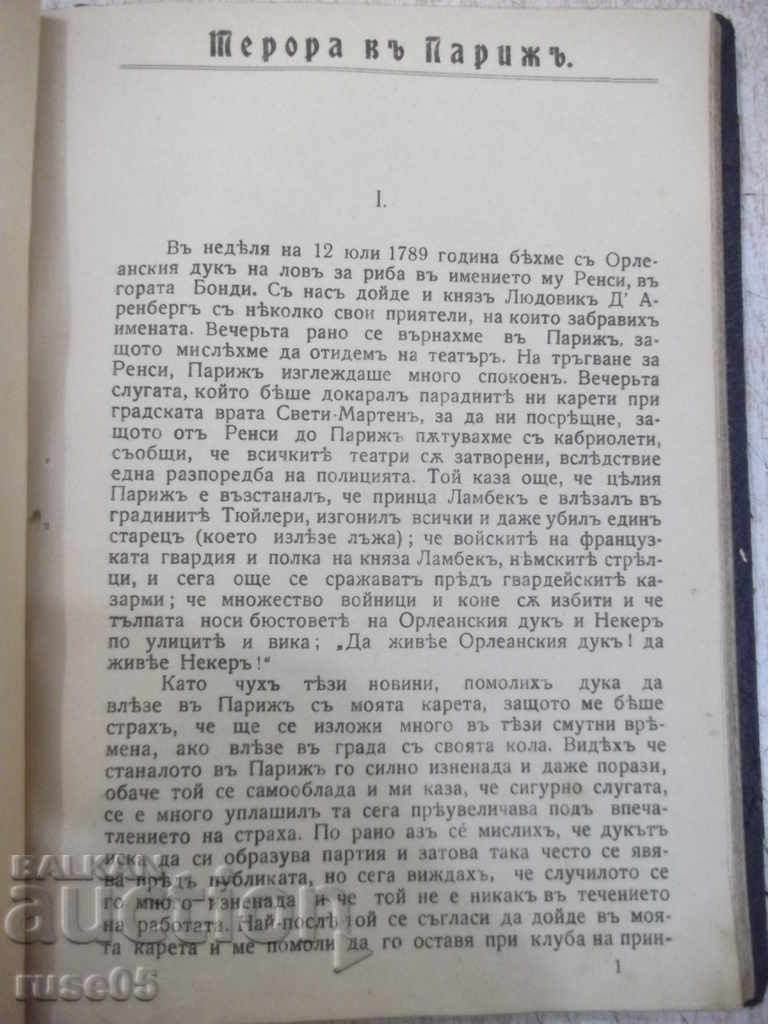 Терора въ Парижъ.
I.
Въ недѣля на 12 юли 1789 година бѣхме съ Орле-
анския дукъ на ловъ за риба въ имението му Ренси, въ
гората Бонди. Съ насъ дойде и князъ Людовикъ Д' А-
ренбергъ съ нѣколко свои приятели, на които забравихъ
имената. Вечерьта рано се върнахме въ Парижъ, за-
щото мислѣхме да отидемъ на театъръ. На тръгване за
Ренси, Парижъ изглеждаше много спокоенъ. Вечерьта
слугата, който бѣше докаралъ параднитѣ ни карети при
градската врата Свети-Мартенъ, за да ни посрѣщне, за-
щото отъ Ренси до Парижъ пѫтувахме съ кабриолети,
съобщи, че всичкитѣ театри сѫ затворени, вслѣдствие
една разпоредба на полицията. Той каза още, че цѣлия
Парижъ е възстаналъ, че принца Ламбекъ е влѣзалъ въ
градинитѣ Тюйлери, изгонилъ всички и даже убилъ единъ
старецъ (което излѣзе лъжа); че войскитѣ на француз-
ската гвардия и полка на князa Ламбекъ, нѣмскитѣ стрѣл-
ци, и сега още се сражаватъ прѣдъ гвардейскитѣ ка-
зарми; че множество войници и коне сѫ избити и че
тълпата носи бюстоветѣ на Орлеанския дукъ и Некеръ
по улицитѣ и вика; „Да живѣе Орлеанския дукъ! да
живѣе Некеръ!“
Като чухъ тѣзи новини, помолихъ дука да
влѣзе въ Парижъ съ моята карета, защото ме бѣше
страхъ, че ще се изложи много въ тѣзи смутни врѣ-
мена, ако влѣзе въ града съ своята кола. Видѣхъ че
станалото въ Парижъ го силно изненада и даже порази,
обаче той се самооблада и ми каза, че сигурно слугата,
се е много уплашилъ та сега прѣувеличава подъ впеча-
тлението на страха. По рано азъ сé мислихъ, че дукътъ
иска да си образува партия и затова така често се явя-
ва прѣдъ публиката, но сега виждахъ, че случилото се
го много изненада и че той не е никакъ въ течението
на работата. Най-послѣ той се съгласи да дойде въ моя-
та карета и ме помоли да го оставя при клуба на прин-
1
BALKAN
auction
ruse05